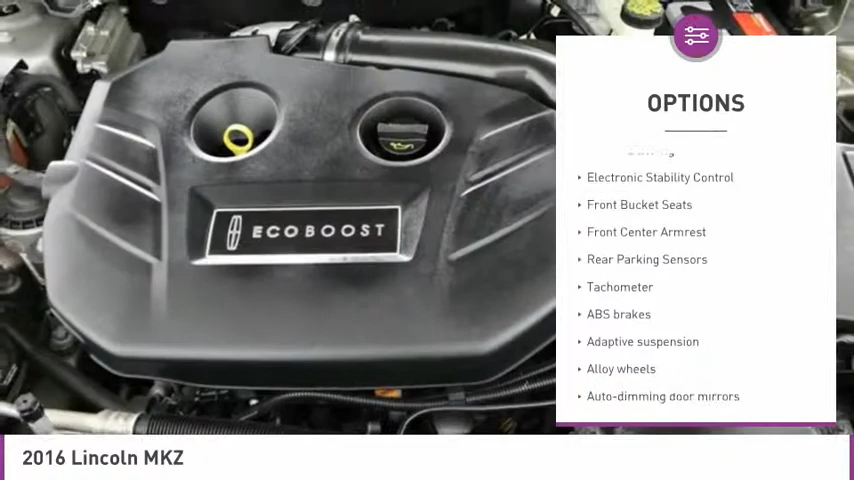 ECOBOOST
OPTIONS
Electronic Stability Control
Front Bucket Seats
Front Center Armrest
Rear Parking Sensors
Tachometer
ABS brakes
Adaptive suspension
Alloy wheels
Auto-dimming door mirrors
2016 Lincoln MKZ